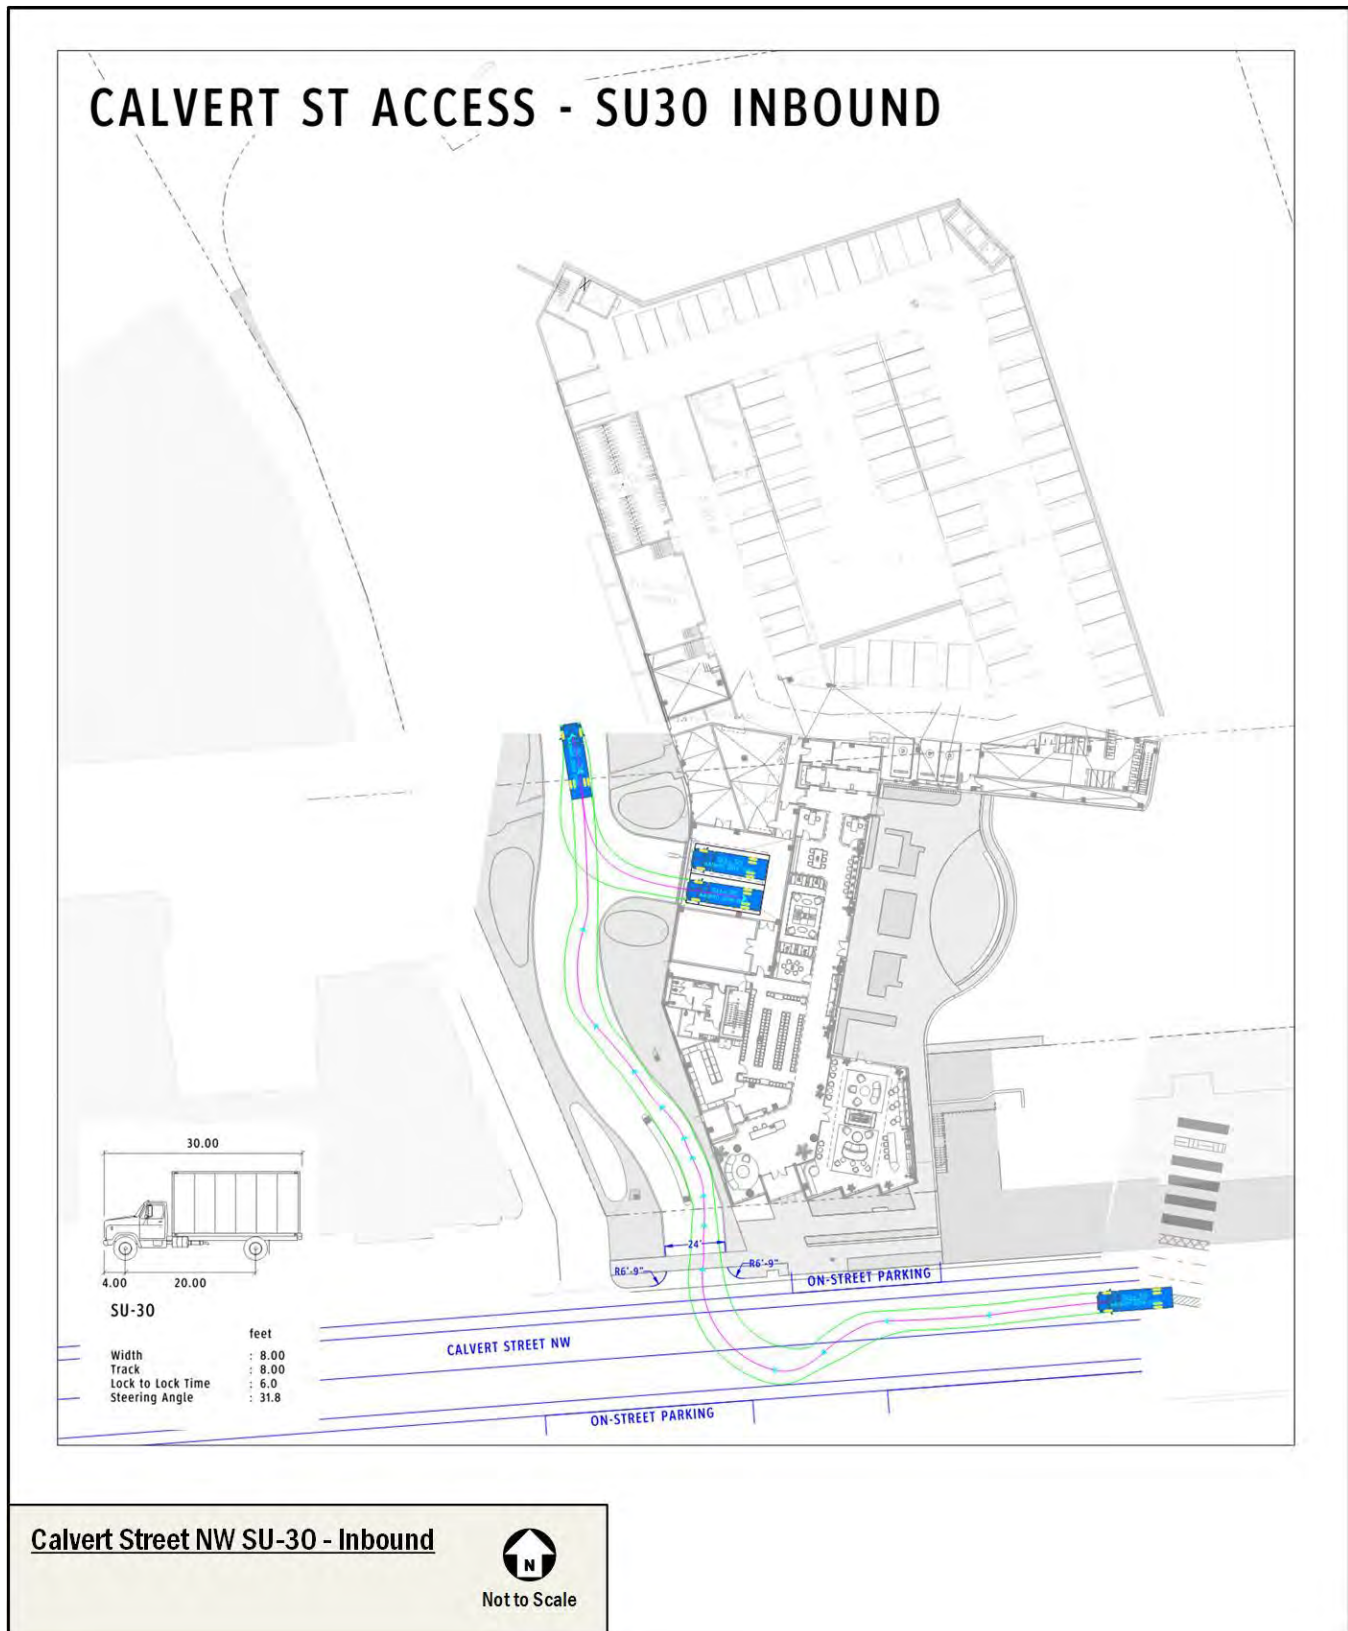 CALVERT ST ACCESS - SU30 INBOUND
30.00
4.00
20.00
SU-30
feet
Width : 8.00
Track : 8.00
Lock to Lock Time : 6.0
Steering Angle : 31.8
24'
R6'-9"
R6'-9"
ON-STREET PARKING
CALVERT STREET NW
ON-STREET PARKING
Calvert Street NW SU-30 - Inbound
N
Not to Scale